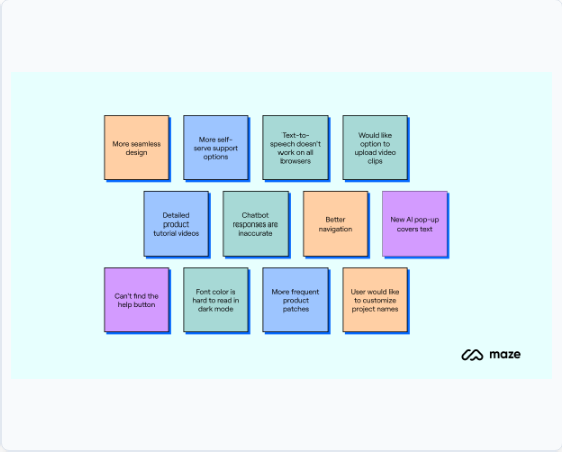 More seamless
design
More self-
serve support
options
Text-to-
speech doesn't
work on all
browsers
Would like
option to
upload video
clips
Detailed
product
tutorial videos
Chatbot
responses are
inaccurate
Better
navigation
New AI pop-up
covers text
Can't find the
help button
Font color is
hard to read in
dark mode
More frequent
product
patches
User would like
to customize
project names
maze